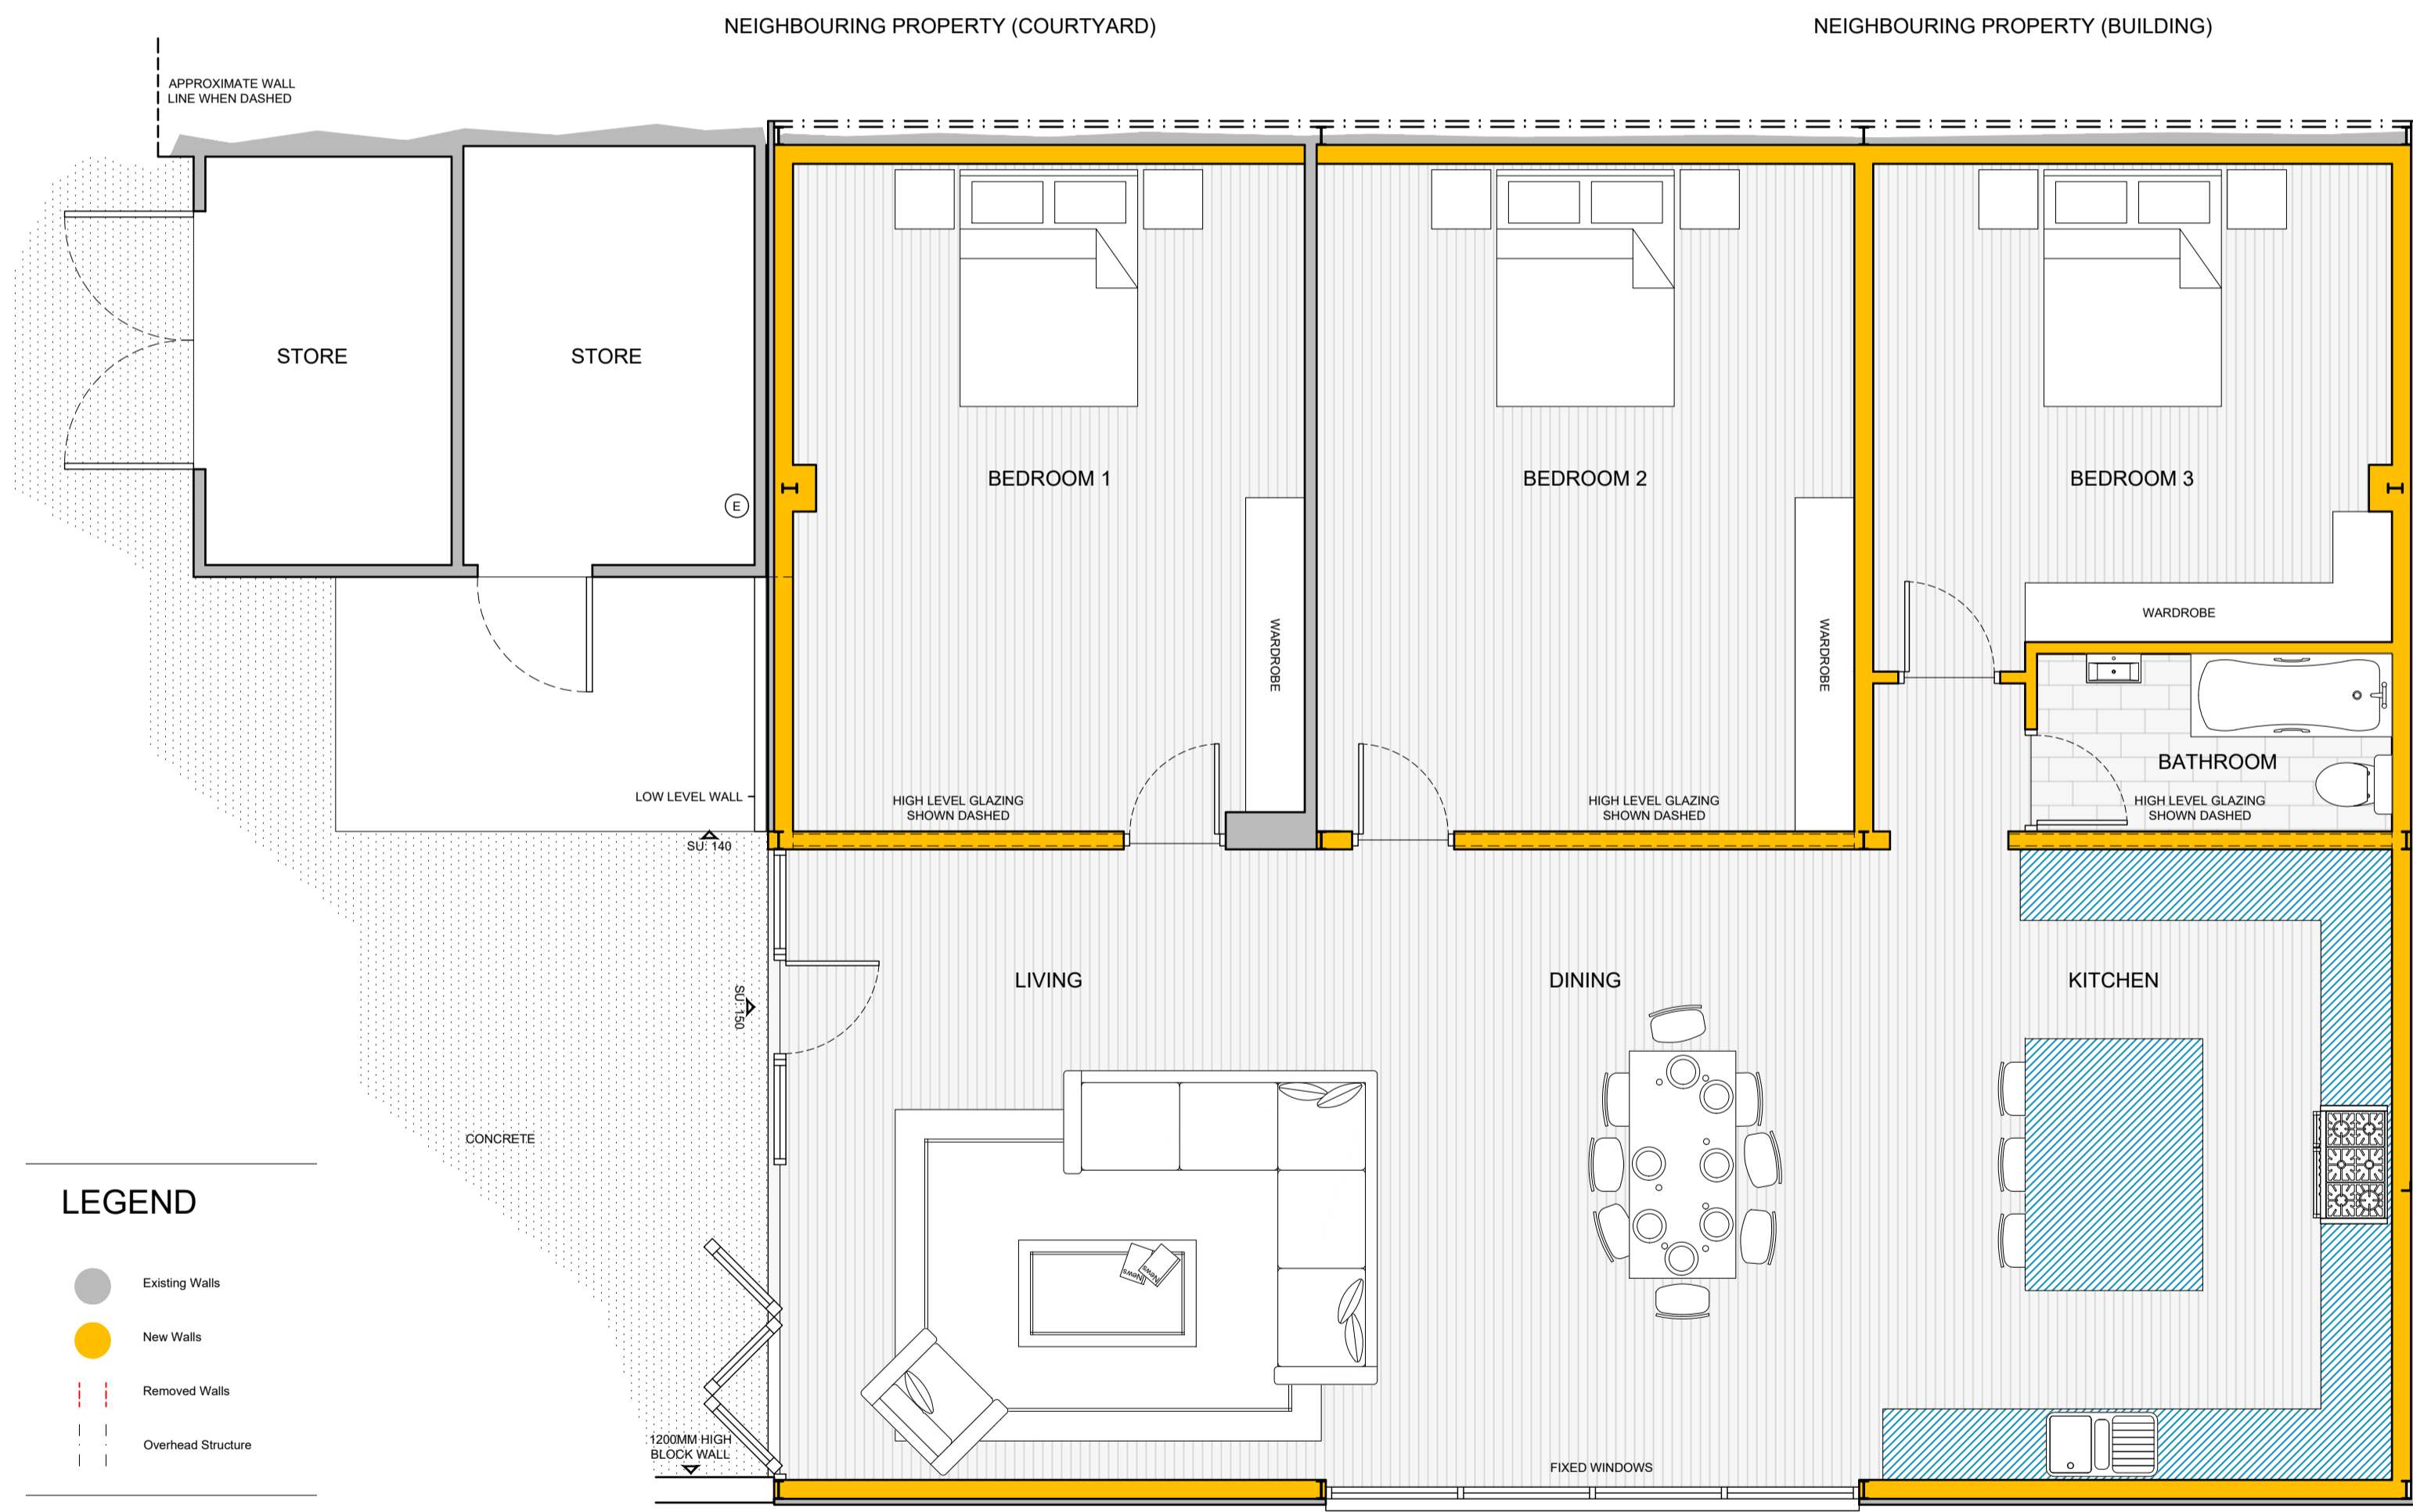 NEIGHBOURING PROPERTY (COURTYARD)
NEIGHBOURING PROPERTY (BUILDING)
APPROXIMATE WALL
LINE WHEN DASHED
STORE
STORE
E
BEDROOM 1
BEDROOM 2
BEDROOM 3
WARDROBE
WARDROBE
WARDROBE
BATHROOM
LOW LEVEL WALL
HIGH LEVEL GLAZING
SHOWN DASHED
HIGH LEVEL GLAZING
SHOWN DASHED
HIGH LEVEL GLAZING
SHOWN DASHED
SU: 140
SU: 150
LIVING
DINING
KITCHEN
CONCRETE
News
News
1200MM HIGH
BLOCK WALL
FIXED WINDOWS
LEGEND
Existing Walls
New Walls
Removed Walls
Overhead Structure